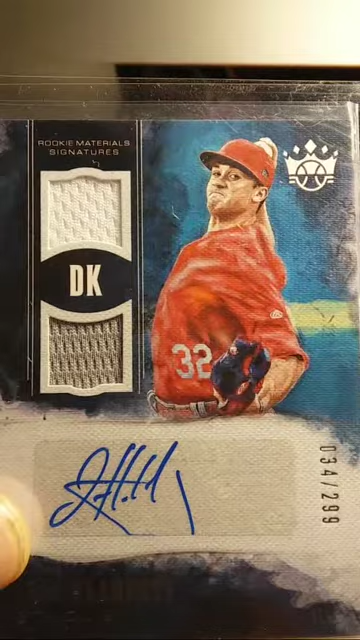 ROOKIE MATERIALS
SIGNATURES
DK
32
034/299